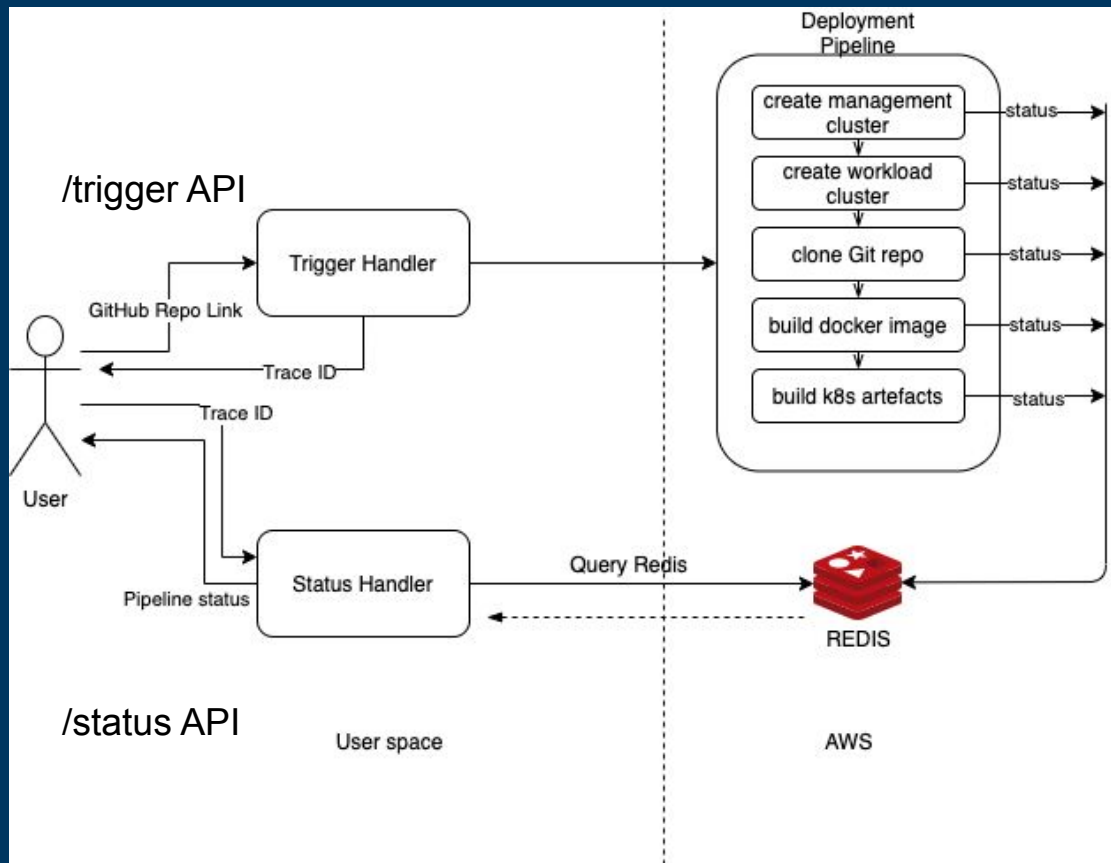 Deployment
Pipeline
create management
cluster
status
create workload
cluster
status
/trigger API
Trigger Handler
clone Git repo
status
GitHub Repo Link
build docker image
status
Trace ID
build k8s artefacts
status
Trace ID
User
Query Redis
Status Handler
Pipeline status
REDIS
/status API
User space
AWS